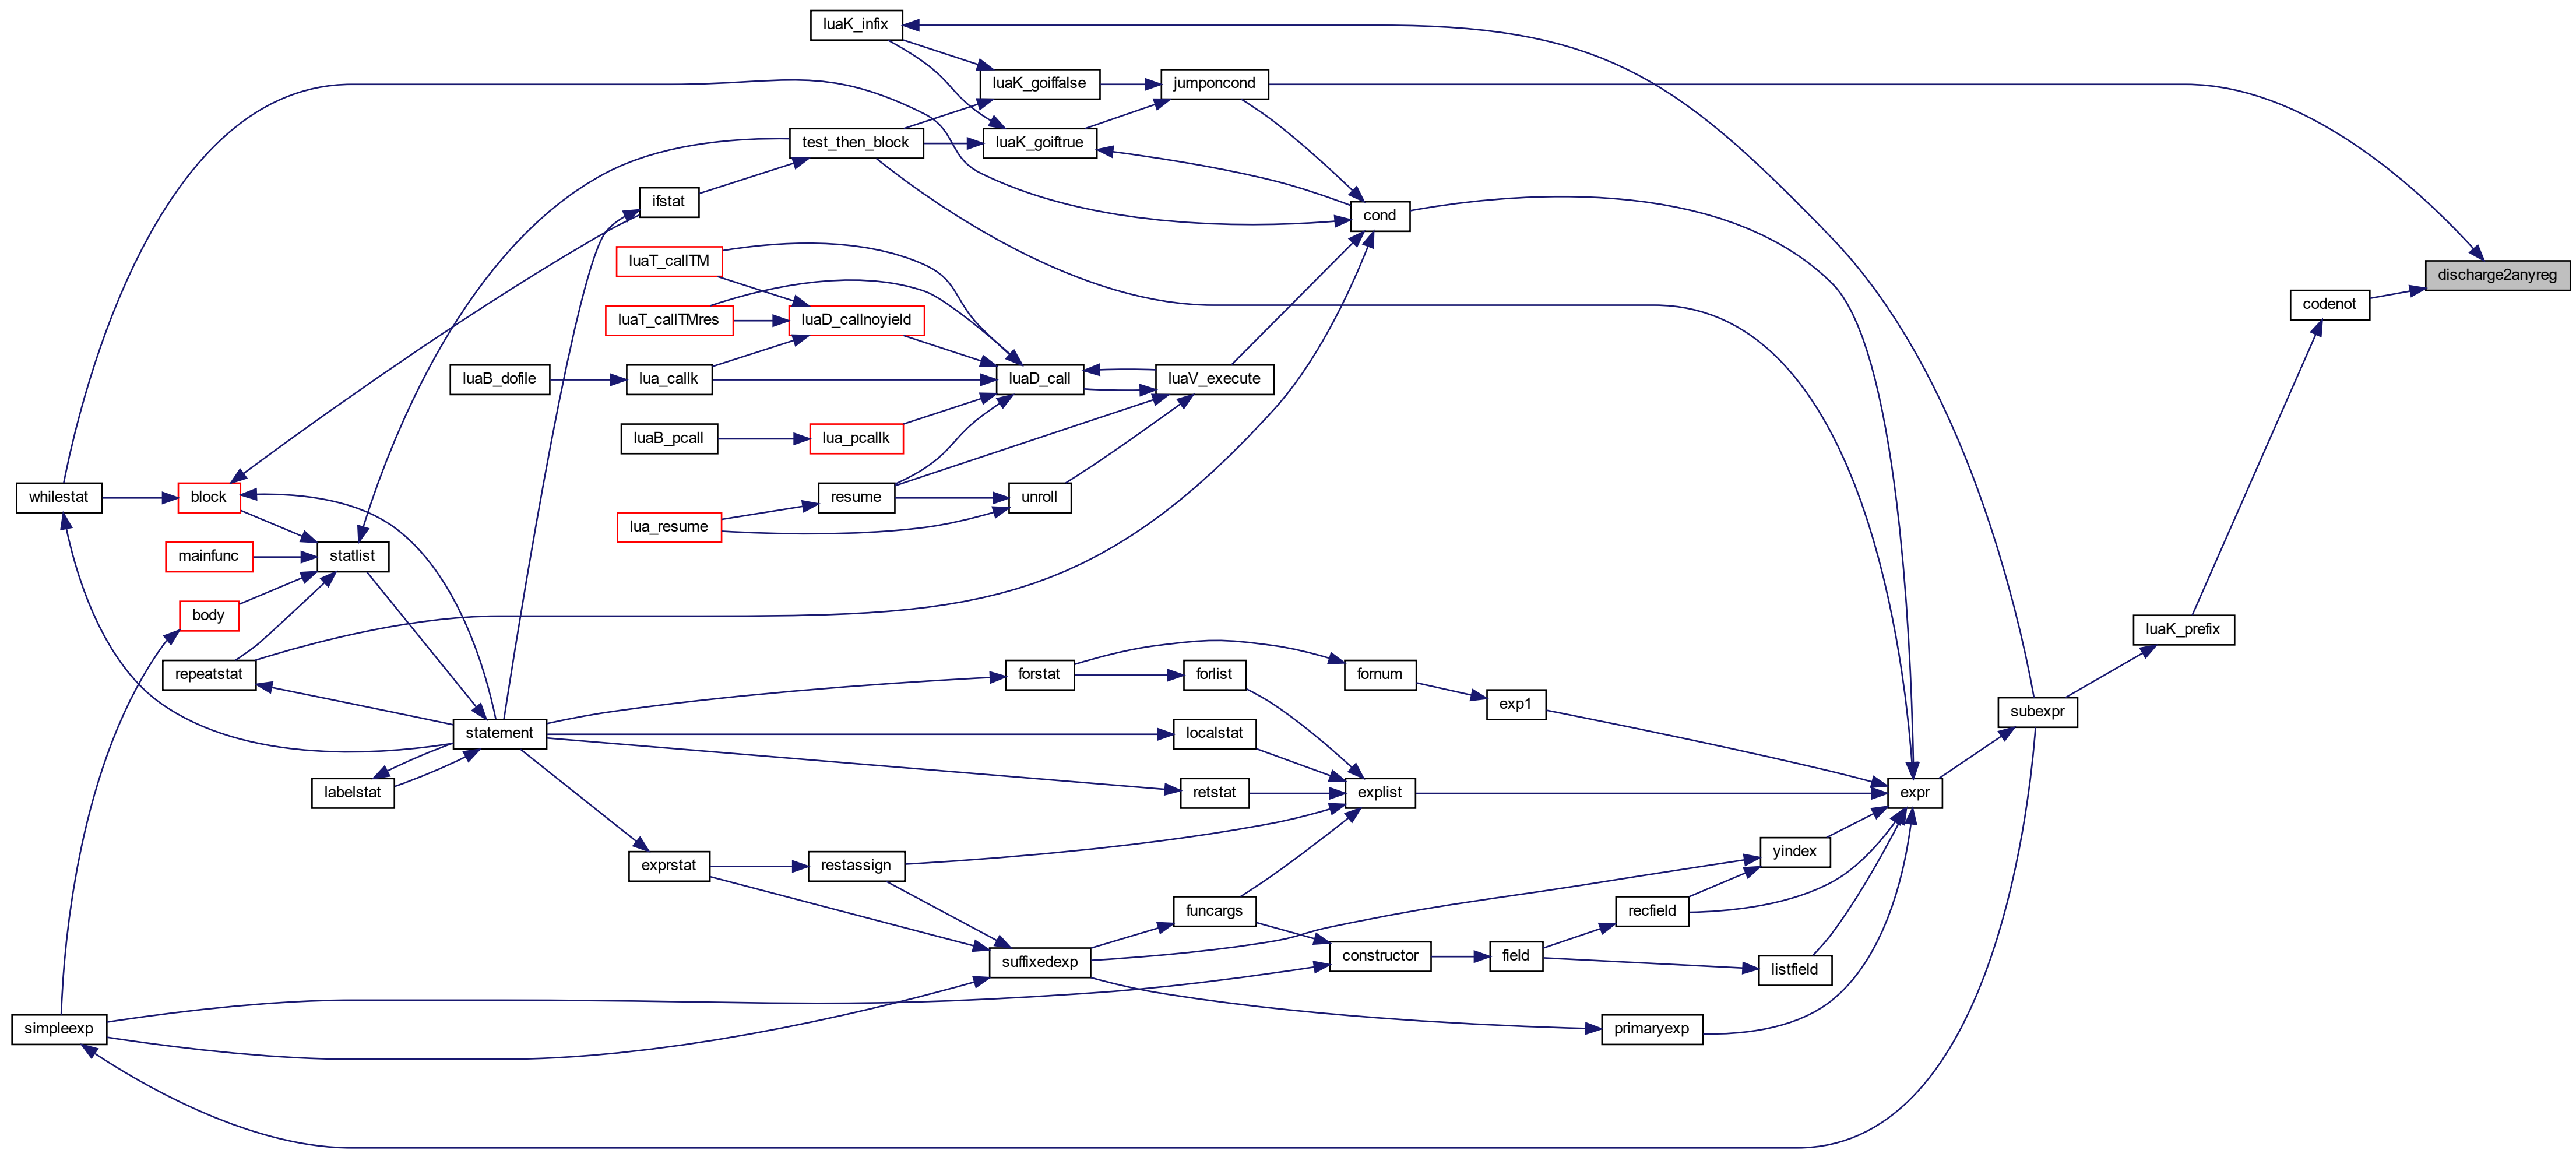 luaK_infix
luaK_goiffalse
jumponcond
test_then_block
luaK_goiftrue
ifstat
cond
luaT_callTM
discharge2anyreg
codenot
luaT_callTMres
luaD_callnoyield
luaB_dofile
lua_callk
luaD_call
luaV_execute
luaB_pcall
lua_pcallk
whilestat
block
resume
unroll
lua_resume
mainfunc
statlist
body
luaK_prefix
repeatstat
forstat
forlist
fornum
exp1
subexpr
statement
localstat
labelstat
retstat
explist
expr
exprstat
restassign
yindex
funcargs
recfield
suffixedexp
constructor
field
listfield
simpleexp
primaryexp